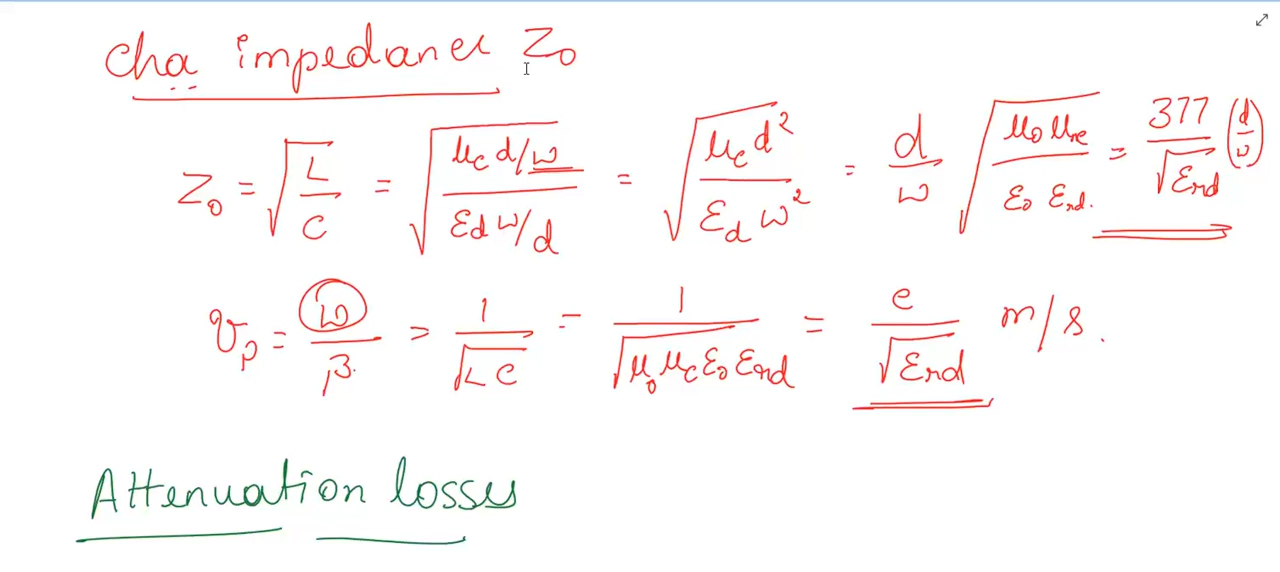 Cha impedance Z₀
Z₀ = √(L/C) = √((μc d/w)/(εd w/d)) = √((μc d²)/(εd w²)) = d/w √((μ₀ μrc)/(ε₀ εrd.)) = 377/√εrd (d/w)
vp = ω/β = 1/√(LC) = 1/√(μ₀ μc ε₀ εrd) = c/√εrd m/s.
Attenuation losses